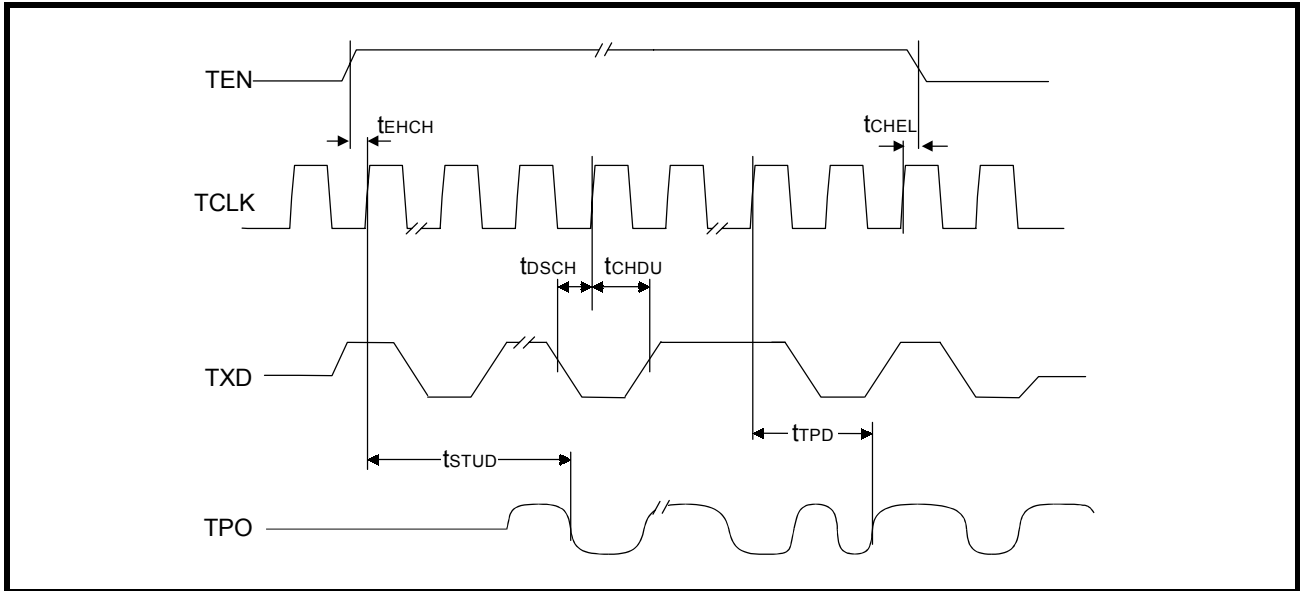 TEN
tEHCH
tCHEL
TCLK
tDSCH
tCHDU
TXD
tTPD
tSTUD
TPO